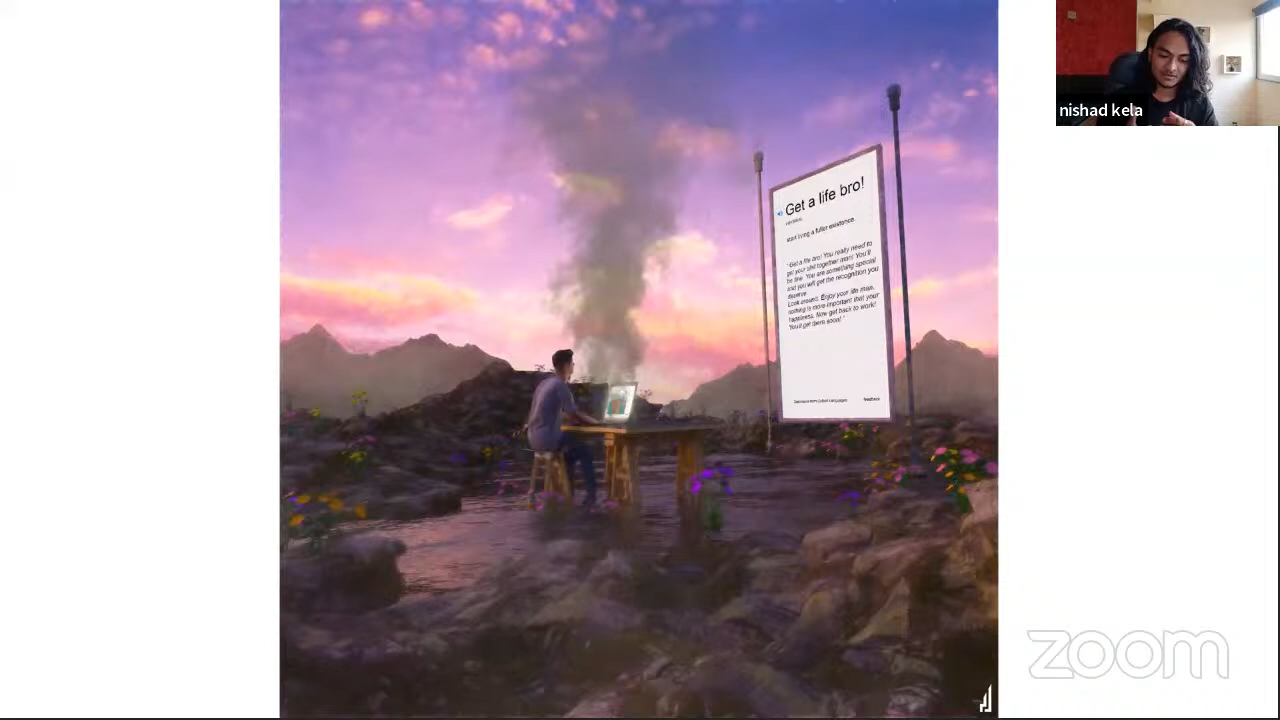 nishad kela
Get a life bro!
start living a fuller existence.
"Get a life bro! You really need to
get your shit together man! You'll
be fine. You are something special
and you will get the recognition you
deserve.
Look around. Enjoy your life man,
nothing is more important that your
happiness. Now get back to work!
You'll get them soon!"
Feedback
zoom